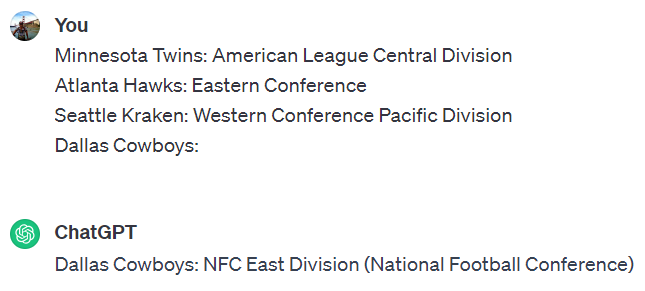 You
Minnesota Twins: American League Central Division
Atlanta Hawks: Eastern Conference
Seattle Kraken: Western Conference Pacific Division
Dallas Cowboys:
ChatGPT
Dallas Cowboys: NFC East Division (National Football Conference)